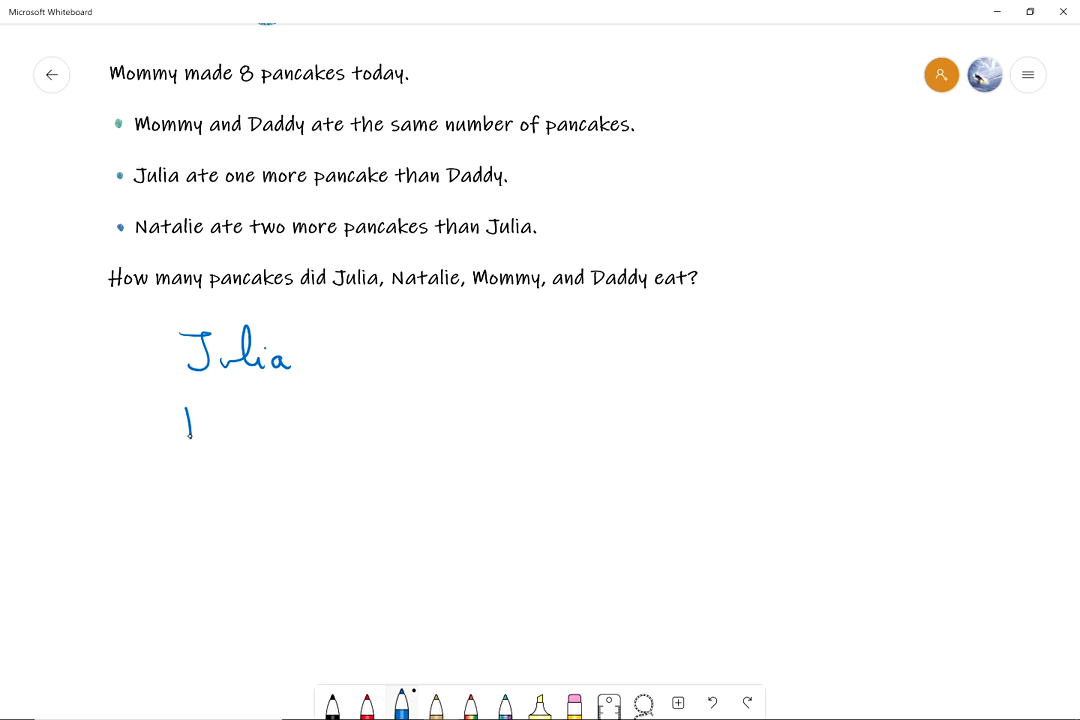 Microsoft Whiteboard
Mommy made 8 pancakes today.
Mommy and Daddy ate the same number of pancakes.
Julia ate one more pancake than Daddy.
Natalie ate two more pancakes than Julia.
How many pancakes did Julia, Natalie, Mommy, and Daddy eat?
Julia